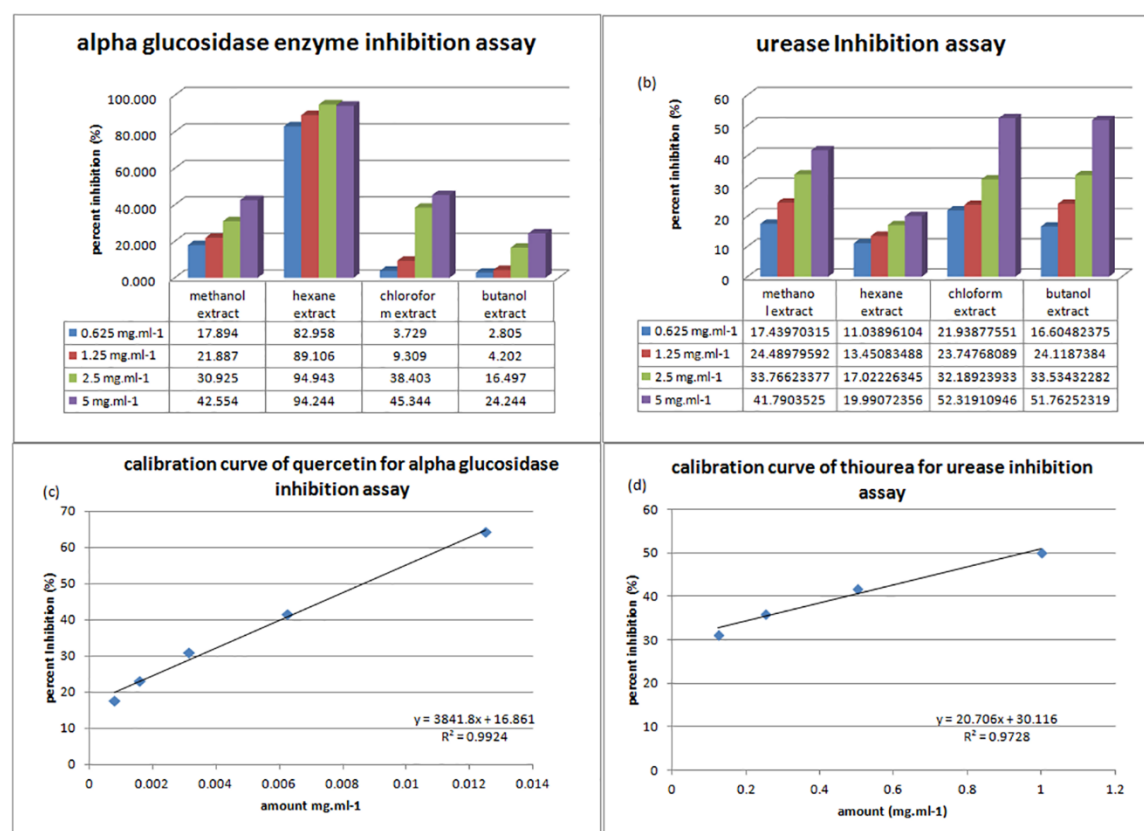 alpha glucosidase enzyme inhibition assay
percent inhibition (%)
100.000
80.000
60.000
40.000
20.000
0.000
methanol extract
hexane extract
chlorofor m extract
butanol extract
0.625 mg.ml-1 17.894 82.958 3.729 2.805
1.25 mg.ml-1 21.887 89.106 9.309 4.202
2.5 mg.ml-1 30.925 94.943 38.403 16.497
5 mg.ml-1 42.554 94.244 45.344 24.244
urease Inhibition assay
(b)
percent inhibition (%)
60
50
40
30
20
10
0
methano l extract
hexane extract
chloform extract
butanol extract
0.625 mg.ml-1 17.43970315 11.03896104 21.93877551 16.60482375
1.25 mg.ml-1 24.48979592 13.45083488 23.74768089 24.1187384
2.5 mg.ml-1 33.76623377 17.02226345 32.18923933 33.53432282
5 mg.ml-1 41.7903525 19.99072356 52.31910946 51.76252319
calibration curve of quercetin for alpha glucosidase
inhibition assay
(c)
percent Inhibition (%)
70
60
50
40
30
20
10
0
y = 3841.8x + 16.861
R² = 0.9924
0 0.002 0.004 0.006 0.008 0.01 0.012 0.014
amount mg.ml-1
calibration curve of thiourea for urease inhibition
assay
(d)
percent inhibition (%)
60
50
40
30
20
10
0
y = 20.706x + 30.116
R² = 0.9728
0 0.2 0.4 0.6 0.8 1 1.2
amount (mg.ml-1)